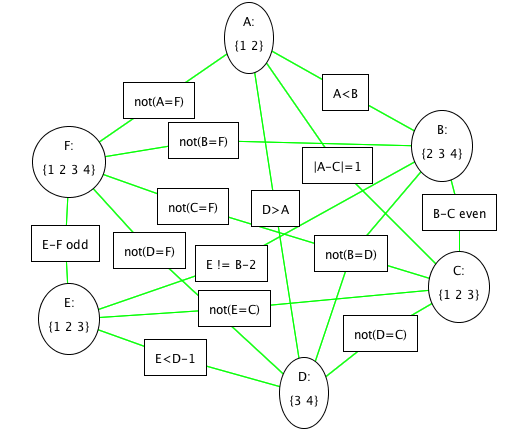 A:
{1 2}
not(A=F)
A<B
F:
{1 2 3 4}
not(B=F)
B:
{2 3 4}
|A-C|=1
not(C=F)
D>A
B-C even
E-F odd
not(D=F)
E != B-2
not(B=D)
C:
{1 2 3}
E:
{1 2 3}
not(E=C)
not(D=C)
E<D-1
D:
{3 4}